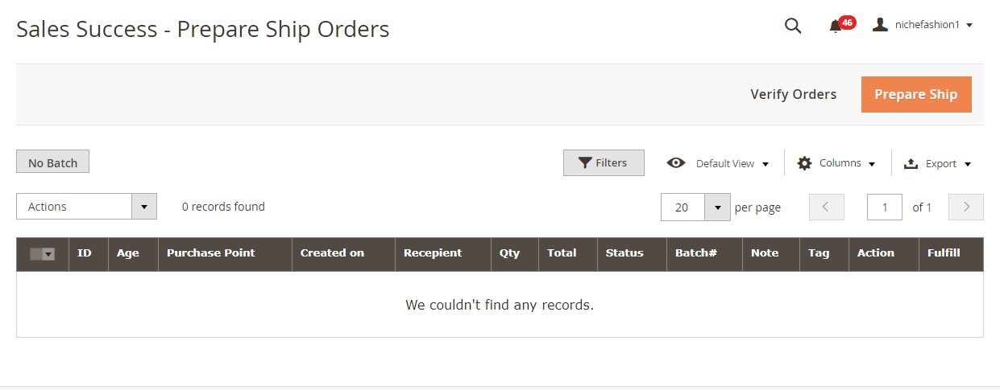 Sales Success - Prepare Ship Orders
46
nichefashion1
Verify Orders
Prepare Ship
No Batch
Filters
Default View
Columns
Export
Actions
0 records found
20
per page
1
of 1
ID Age Purchase Point Created on Recepient Qty Total Status Batch# Note Tag Action Fulfill
We couldn't find any records.